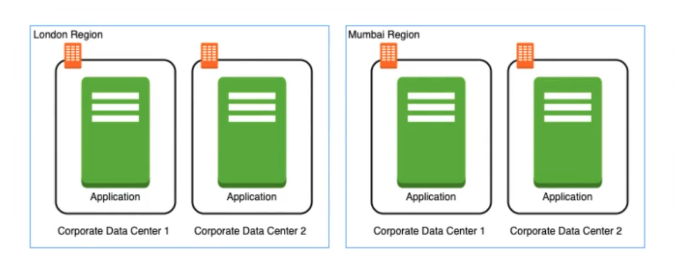 London Region
Mumbai Region
Application
Application
Application
Application
Corporate Data Center 1
Corporate Data Center 2
Corporate Data Center 1
Corporate Data Center 2